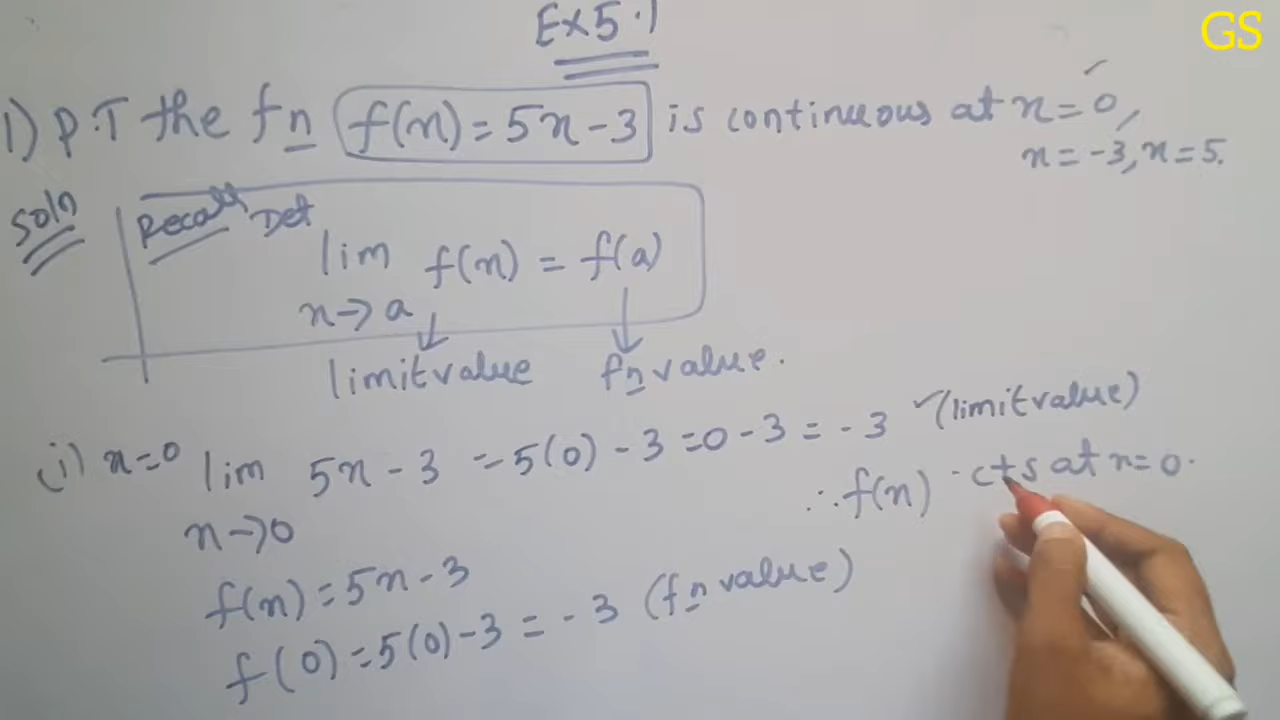 GS
Ex 5.1
1) P.T the fn f(x) = 5x - 3 is continuous at x = 0,
x = -3, x = 5.
Soln
Recall Def
lim f(x) = f(a)
x → a
limit value fn value.
(i) x = 0 lim 5x - 3 = 5(0) - 3 = 0 - 3 = -3 ✓ (limit value)
x → 0
∴ f(x) cts at x = 0.
f(x) = 5x - 3
f(0) = 5(0) - 3 = -3 (fn value)